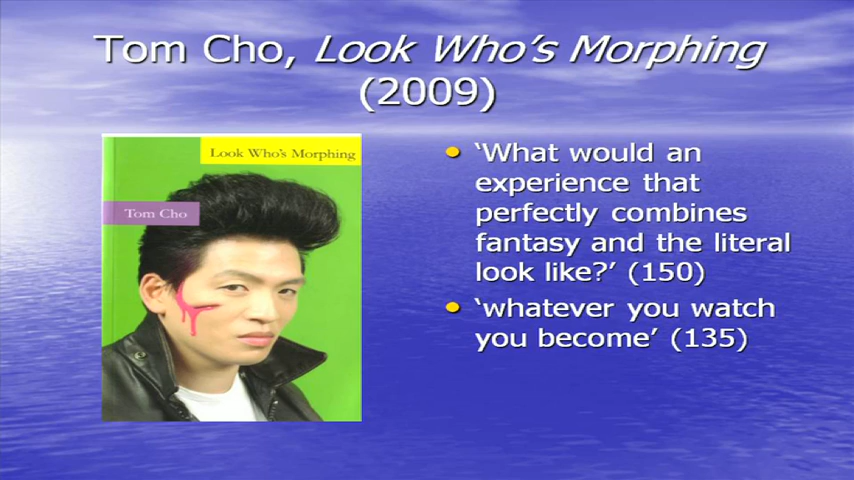 Tom Cho, Look Who's Morphing
(2009)
Look Who's Morphing
Tom Cho
• 'What would an
experience that
perfectly combines
fantasy and the literal
look like?' (150)
• 'whatever you watch
you become' (135)